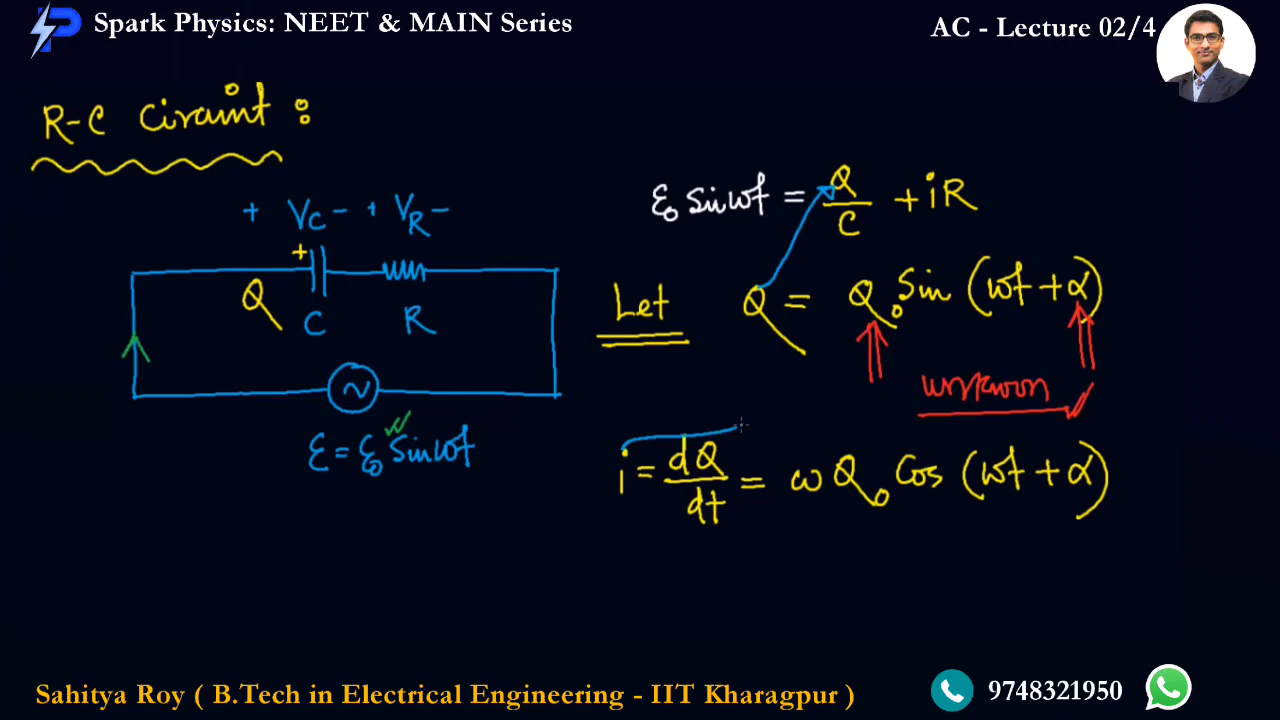 Spark Physics: NEET & MAIN Series
AC - Lecture 02/4
R-C Circuit :
+ VC - + VR -
+
Q
C
R
ε = ε₀ sinωt
ε₀ sinωt = Q/C + iR
Let Q = Q₀ sin (ωt + α)
unknown
i = dQ/dt = ω Q₀ cos (ωt + α)
Sahitya Roy ( B.Tech in Electrical Engineering - IIT Kharagpur )
9748321950